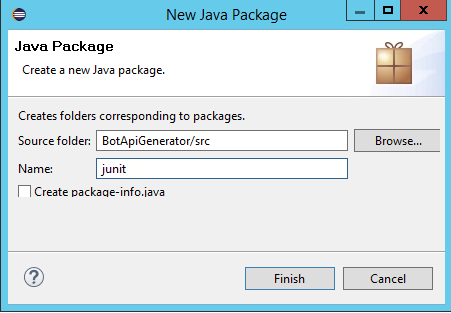 New Java Package
Java Package
Create a new Java package.
Creates folders corresponding to packages.
Source folder: BotApiGenerator/src Browse...
Name: junit
Create package-info.java
Finish Cancel